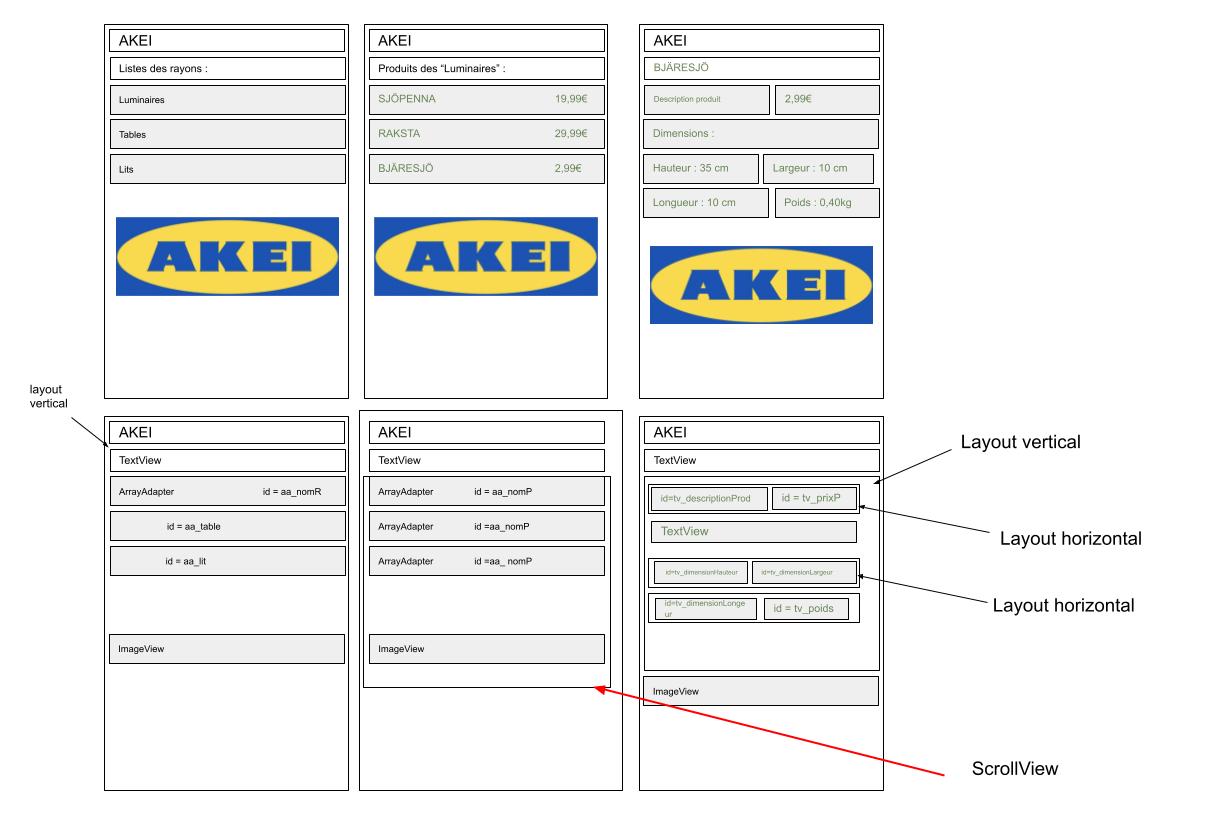 AKEI
Listes des rayons :
Luminaires
Tables
Lits
AKEI
AKEI
Produits des “Luminaires” :
SJÖPENNA 19,99€
RAKSTA 29,99€
BJÄRESJÖ 2,99€
AKEI
AKEI
BJÄRESJÖ
Description produit 2,99€
Dimensions :
Hauteur : 35 cm Largeur : 10 cm
Longueur : 10 cm Poids : 0,40kg
AKEI
layout
vertical
AKEI
TextView
ArrayAdapter id = aa_nomR
id = aa_table
id = aa_lit
ImageView
AKEI
TextView
ArrayAdapter id = aa_nomP
ArrayAdapter id =aa_nomP
ArrayAdapter id =aa_ nomP
ImageView
AKEI
TextView
id=tv_descriptionProd id = tv_prixP
TextView
id=tv_dimensionHauteur id=tv_dimensionLargeur
id=tv_dimensionLonge
ur
id = tv_poids
ImageView
Layout vertical
Layout horizontal
Layout horizontal
ScrollView